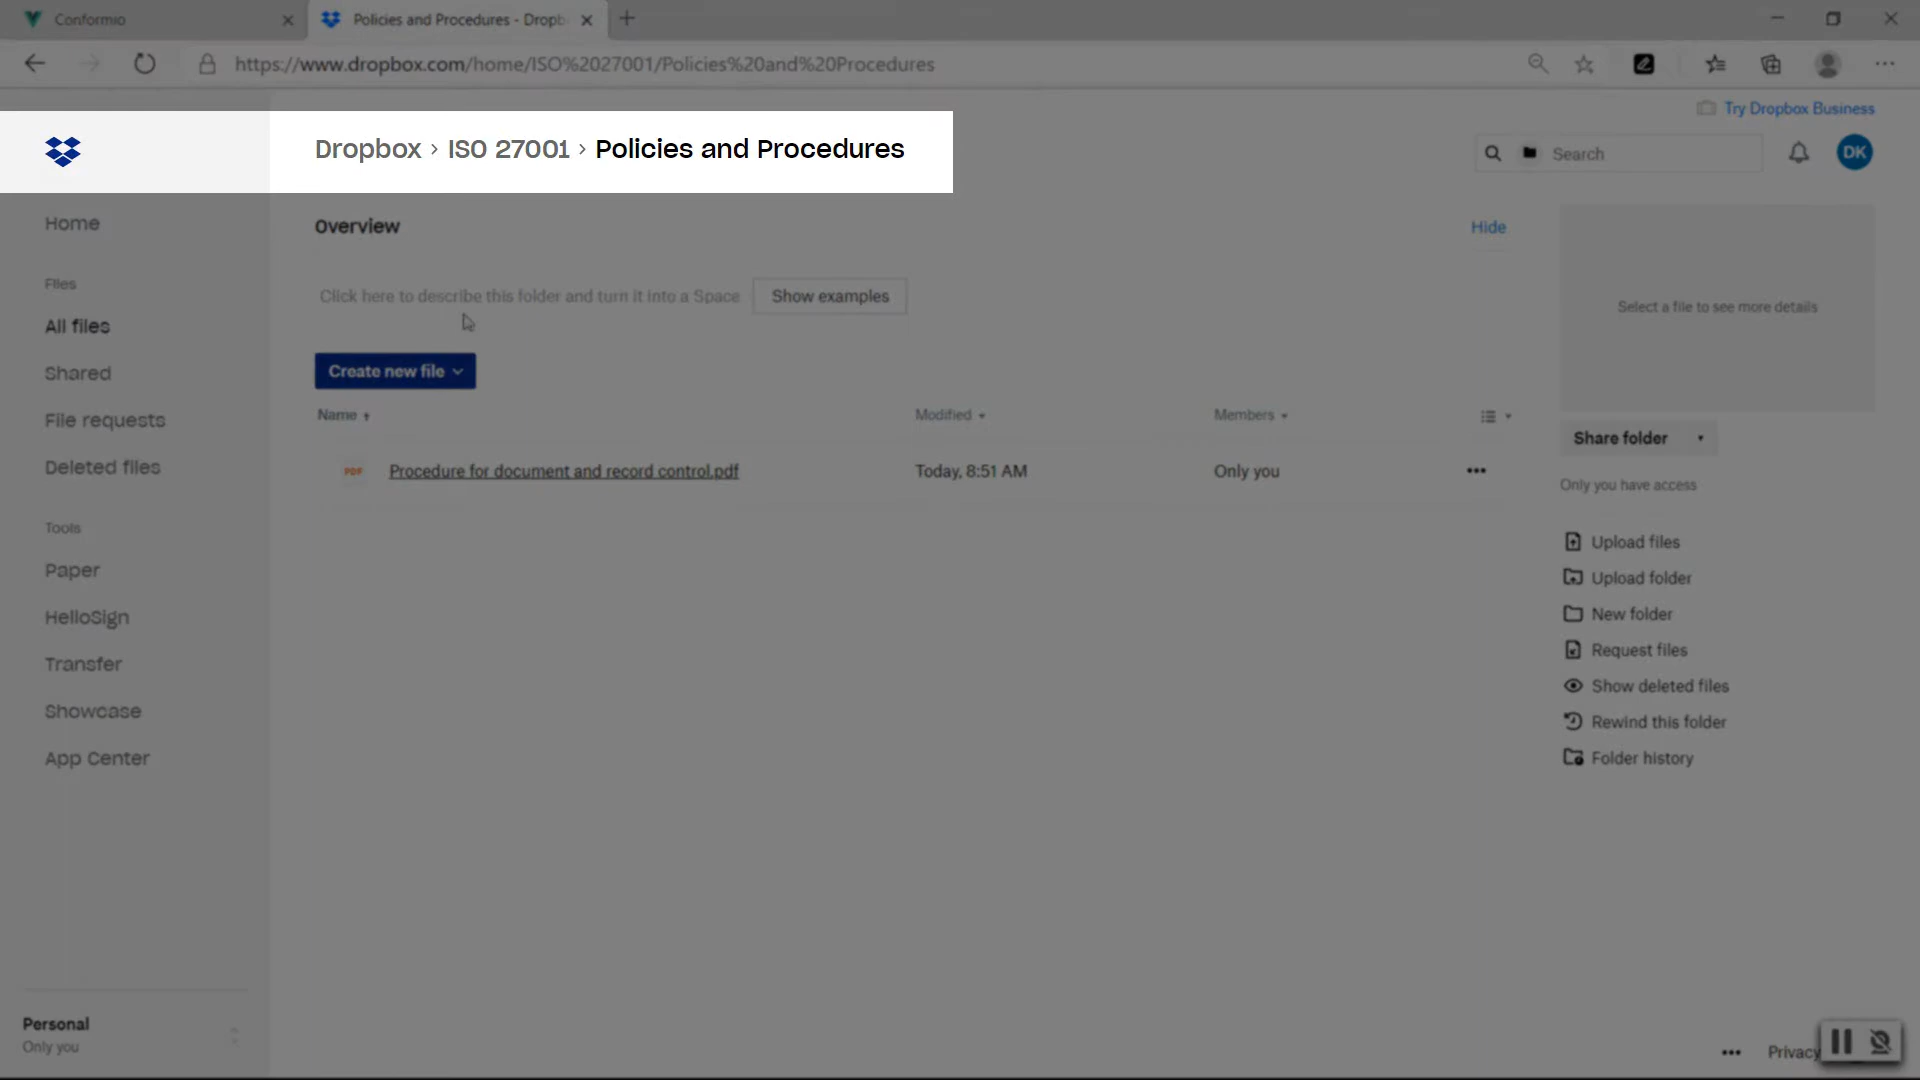 Conformio
Policies and Procedures - Dropb
https://www.dropbox.com/home/ISO%2027001/Policies%20and%20Procedures
Try Dropbox Business
Dropbox › ISO 27001 › Policies and Procedures
Search
DK
Home
Overview
Hide
Files
Click here to describe this folder and turn it into a Space
Show examples
Select a file to see more details
All files
Shared
Create new file
File requests
Name
Modified
Members
Share folder
Deleted files
PDF
Procedure for document and record control.pdf
Today, 8:51 AM
Only you
Only you have access
Tools
Upload files
Paper
Upload folder
HelloSign
New folder
Transfer
Request files
Showcase
Show deleted files
App Center
Rewind this folder
Folder history
Personal
Only you
Privacy